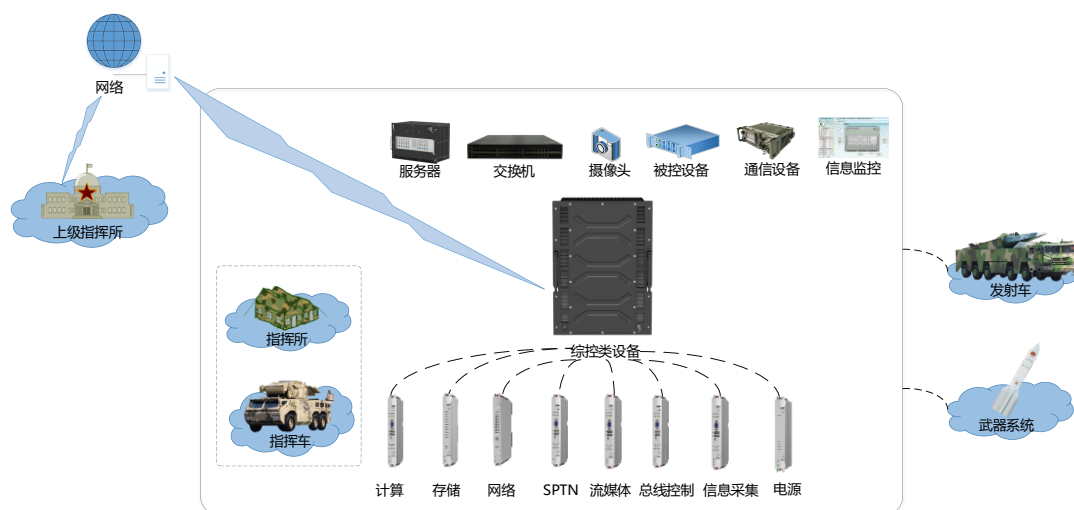 网络
上级指挥所
服务器
交换机
摄像头
被控设备
通信设备
信息监控
综控类设备
指挥所
指挥车
发射车
武器系统
计算
存储
网络
SPTN
流媒体
总线控制
信息采集
电源